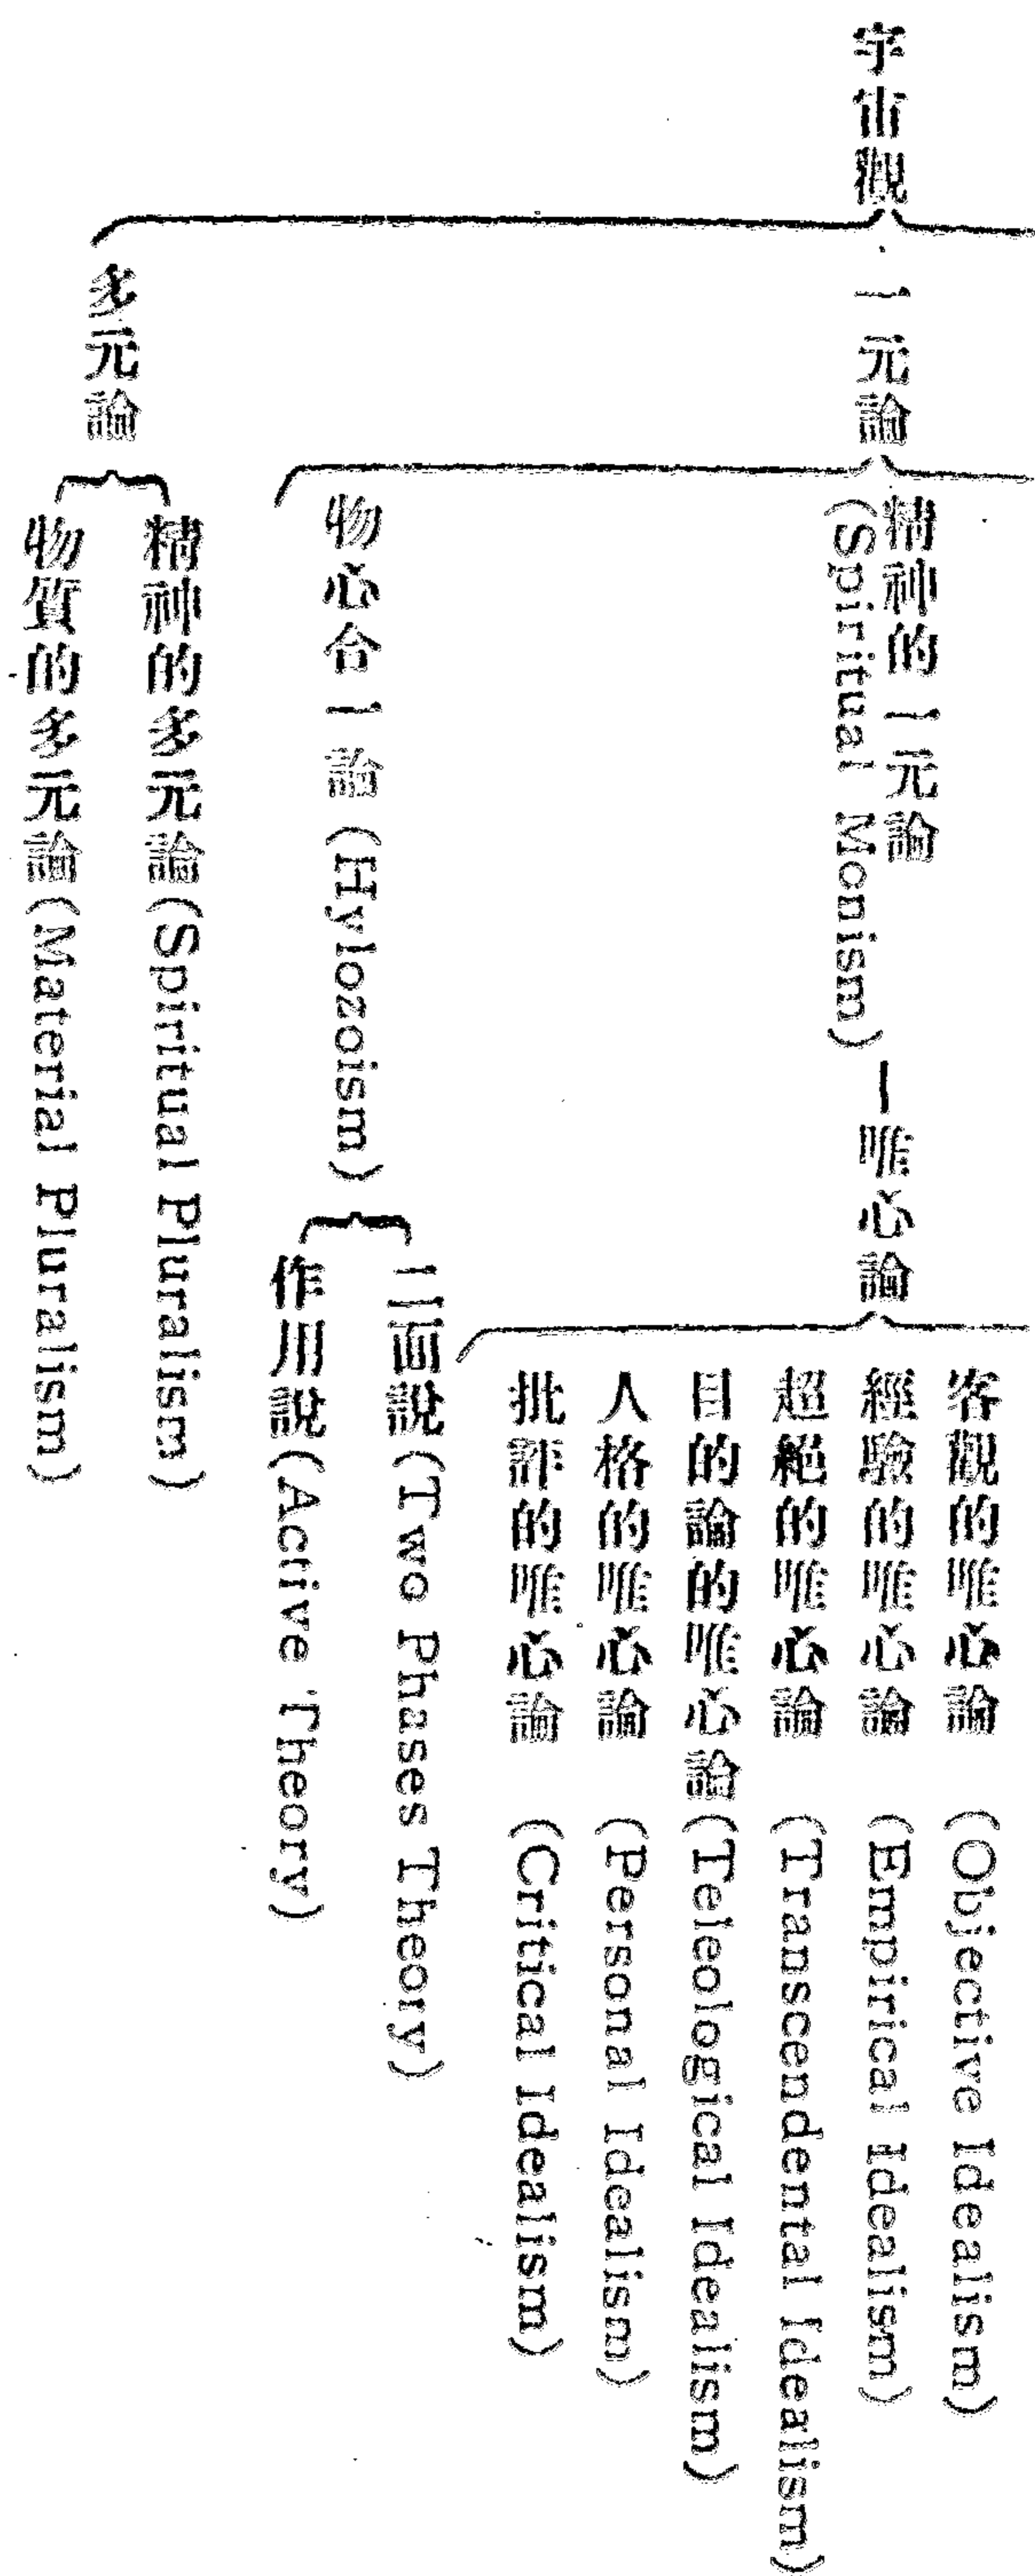 宇宙觀
一元論
精神的一元論
(Spiritual Monism)
唯心論
客觀的唯心論 (Objective Idealism)
經驗的唯心論 (Empirical Idealism)
超絕的唯心論 (Transcendental Idealism)
目的論的唯心論 (Teleological Idealism)
人格的唯心論 (Personal Idealism)
批評的唯心論 (Critical Idealism)
物心合一論 (Hylozoism)
二面說 (Two Phases Theory)
作用說 (Active Theory)
多元論
精神的多元論 (Spiritual Pluralism)
物質的多元論 (Material Pluralism)